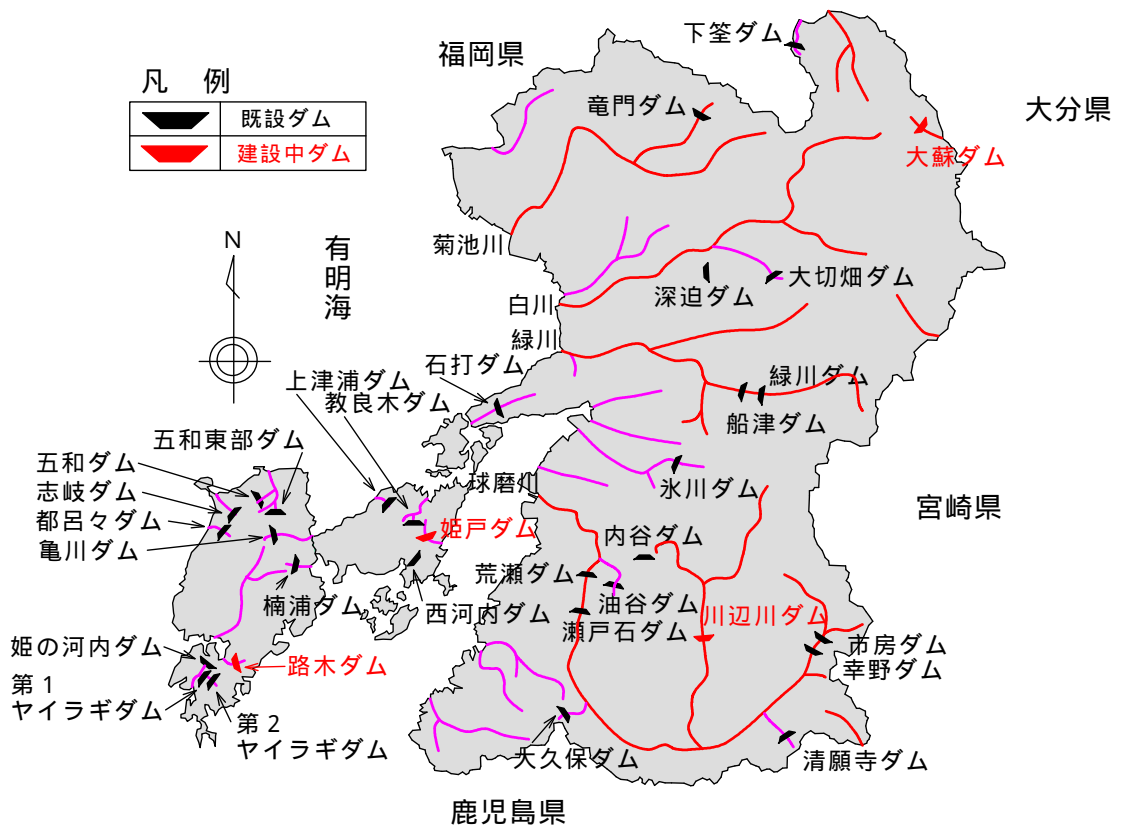 下筌ダム
福岡県
凡 例
既設ダム
建設中ダム
竜門ダム
大分県
大蘇ダム
N
有明海
菊池川
白川
深迫ダム
大切畑ダム
緑川
石打ダム
上津浦ダム
教良木ダム
緑川ダム
船津ダム
五和東部ダム
五和ダム
志岐ダム
都呂々ダム
亀川ダム
球磨川
氷川ダム
宮崎県
姫戸ダム
内谷ダム
荒瀬ダム
楠浦ダム
西河内ダム
油谷ダム
瀬戸石ダム
川辺川ダム
市房ダム
幸野ダム
姫の河内ダム
路木ダム
第1
ヤイラギダム
第2
ヤイラギダム
大久保ダム
清願寺ダム
鹿児島県